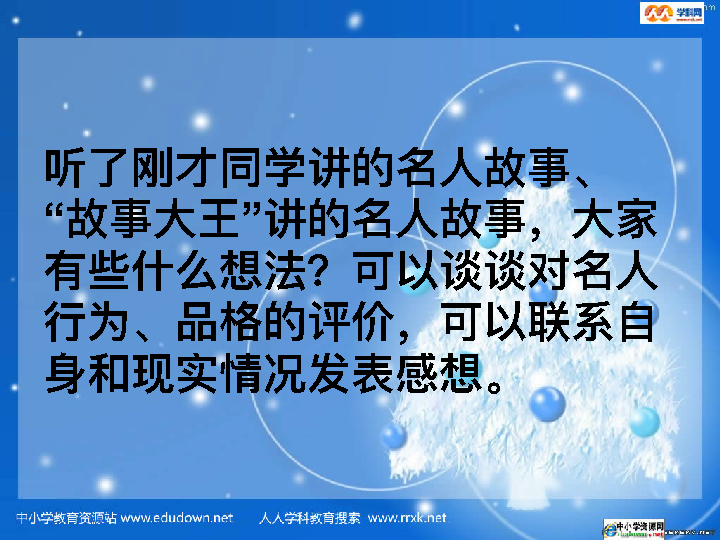 学科网
www.rrxk.net
听了刚才同学讲的名人故事、
“故事大王”讲的名人故事，大家
有些什么想法？可以谈谈对名人
行为、品格的评价，可以联系自
身和现实情况发表感想。
中小学教育资源站 www.edudown.net 人人学科教育搜索 www.rrxk.net
中小学资源网